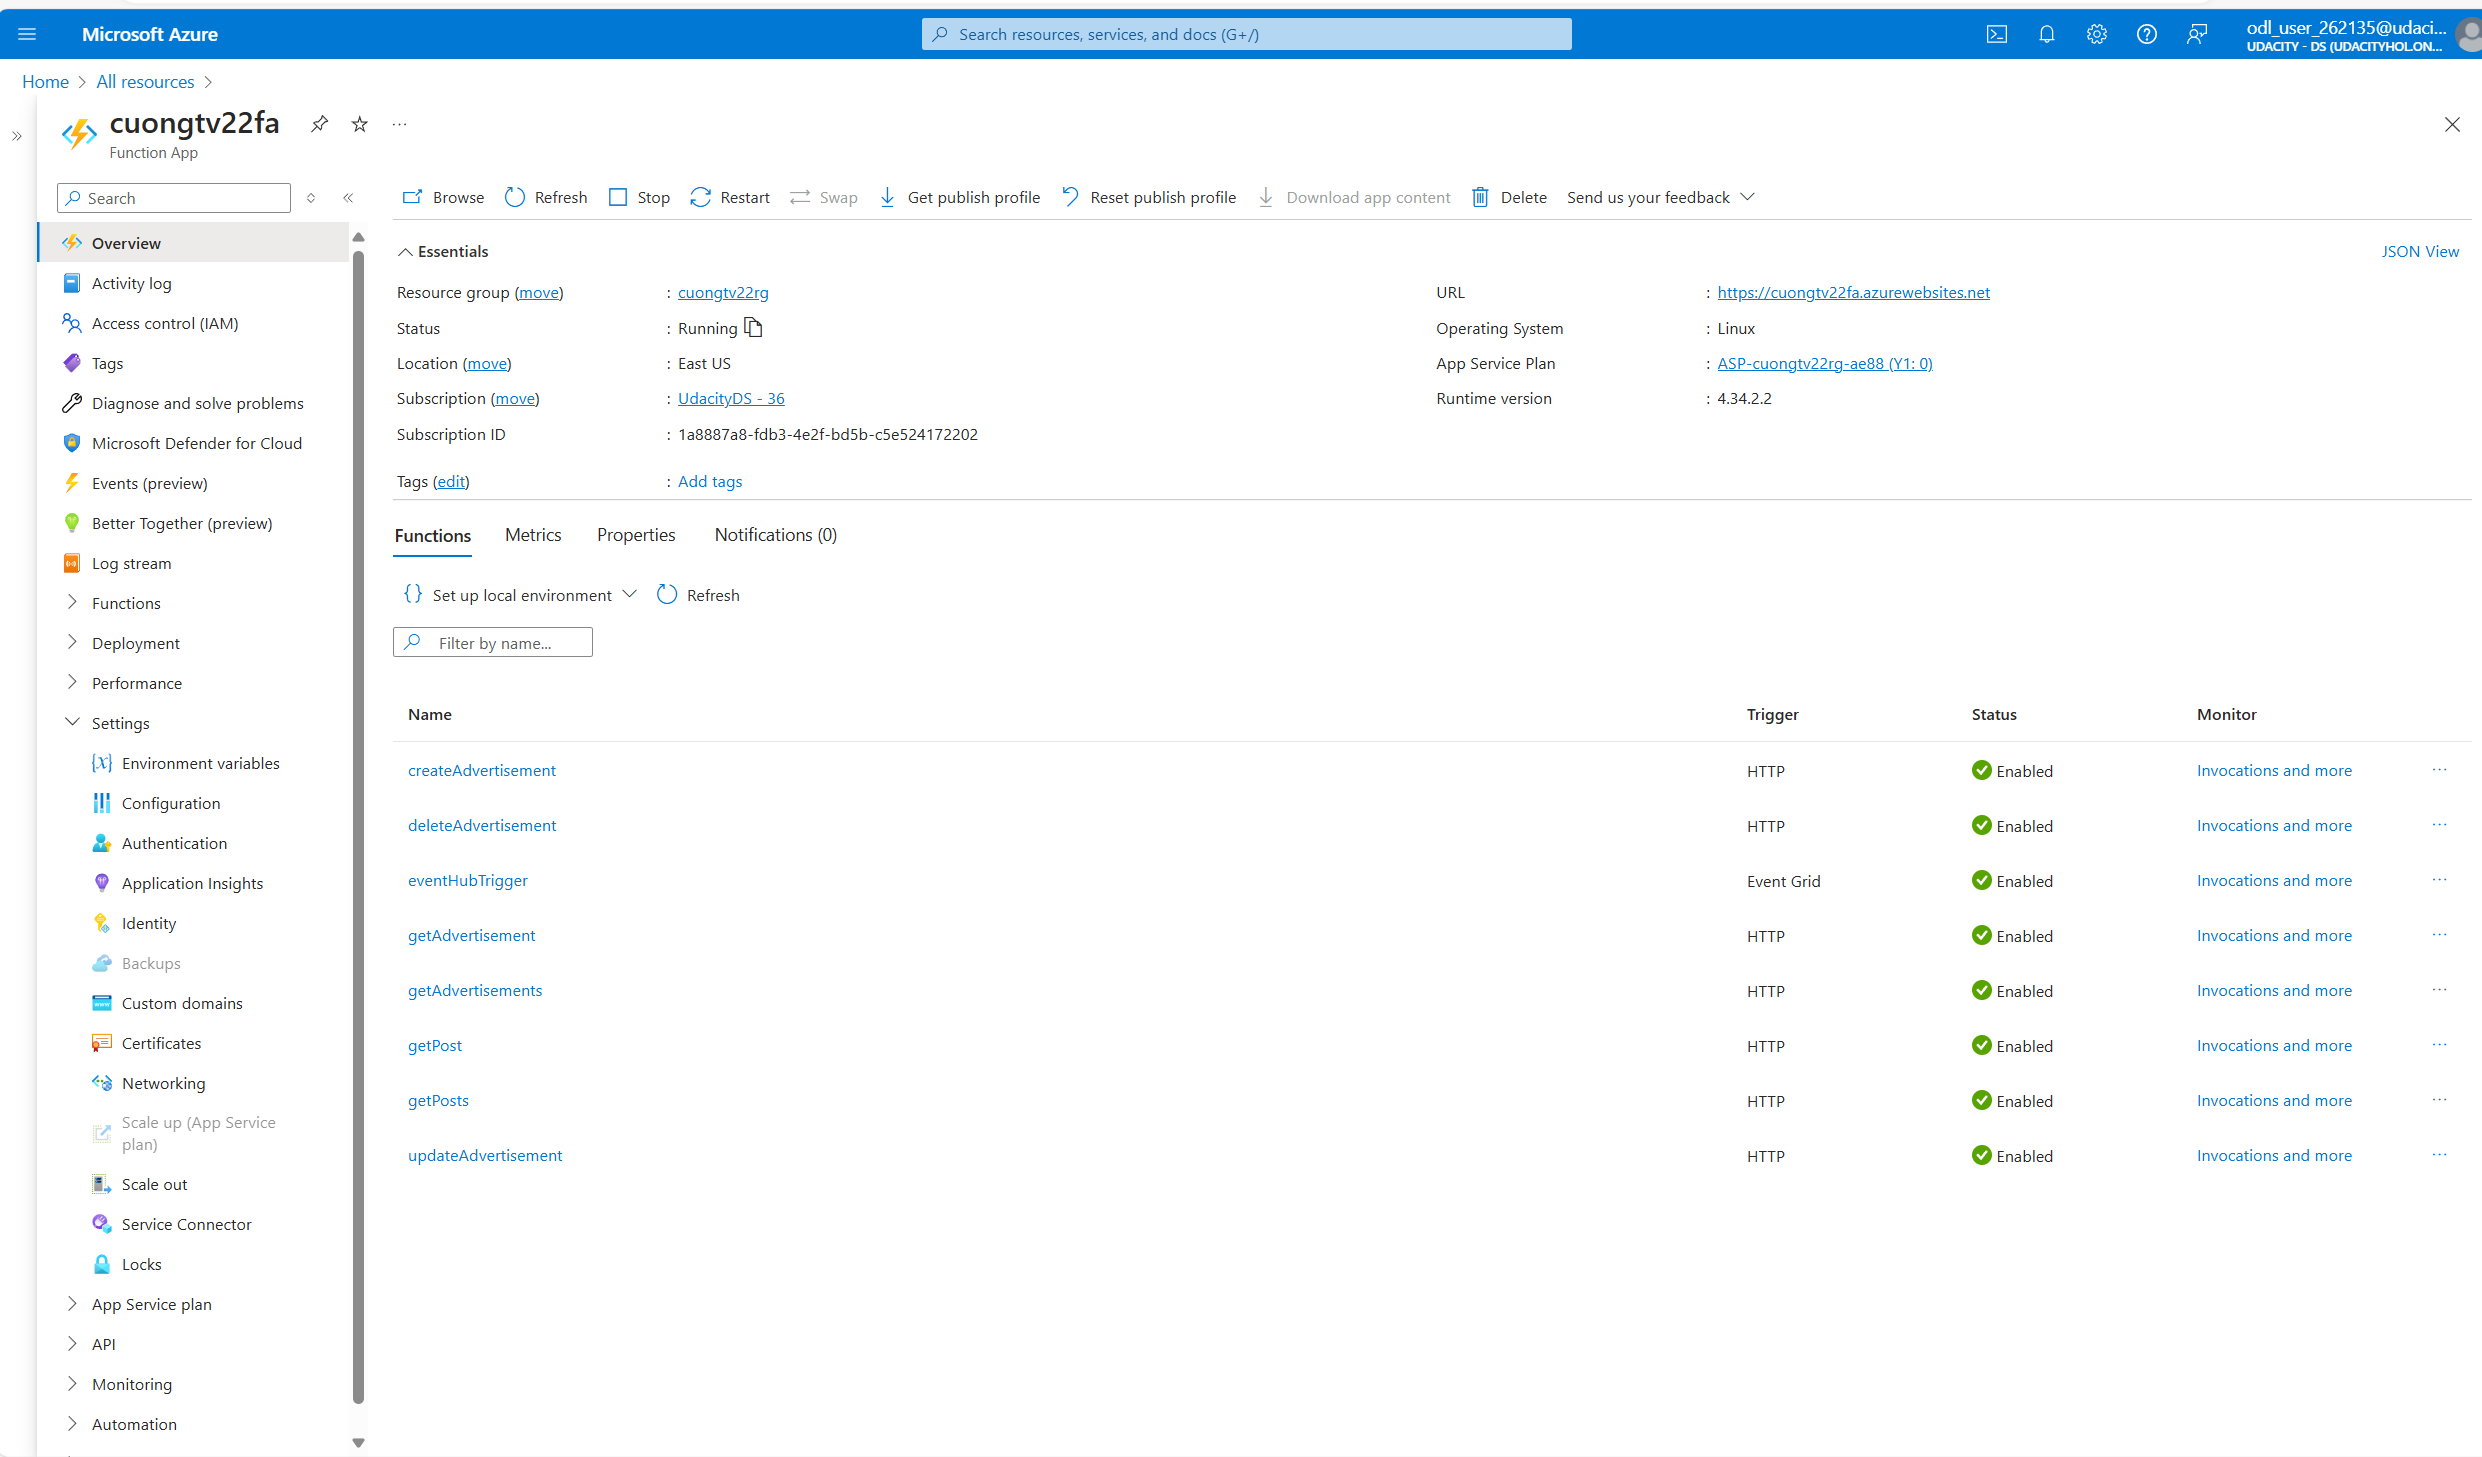 Microsoft Azure
Search resources, services, and docs (G+/)
odl_user_262135@udaci...
UDACITY - DS (UDACITYHOL.ON...
Home > All resources >
cuongtv22fa
Function App
Search
Overview
Activity log
Access control (IAM)
Tags
Diagnose and solve problems
Microsoft Defender for Cloud
Events (preview)
Better Together (preview)
Log stream
Functions
Deployment
Performance
Settings
Environment variables
Configuration
Authentication
Application Insights
Identity
Backups
Custom domains
Certificates
Networking
Scale up (App Service
plan)
Scale out
Service Connector
Locks
App Service plan
API
Monitoring
Automation
Browse Refresh Stop Restart Swap Get publish profile Reset publish profile Download app content Delete Send us your feedback
Essentials
JSON View
Resource group (move) : cuongtv22rg
Status : Running
Location (move) : East US
Subscription (move) : UdacityDS - 36
Subscription ID : 1a8887a8-fdb3-4e2f-bd5b-c5e524172202
Tags (edit) : Add tags
URL : https://cuongtv22fa.azurewebsites.net
Operating System : Linux
App Service Plan : ASP-cuongtv22rg-ae88 (Y1: 0)
Runtime version : 4.34.2.2
Functions Metrics Properties Notifications (0)
Set up local environment Refresh
Filter by name...
Name Trigger Status Monitor
createAdvertisement HTTP Enabled Invocations and more
deleteAdvertisement HTTP Enabled Invocations and more
eventHubTrigger Event Grid Enabled Invocations and more
getAdvertisement HTTP Enabled Invocations and more
getAdvertisements HTTP Enabled Invocations and more
getPost HTTP Enabled Invocations and more
getPosts HTTP Enabled Invocations and more
updateAdvertisement HTTP Enabled Invocations and more